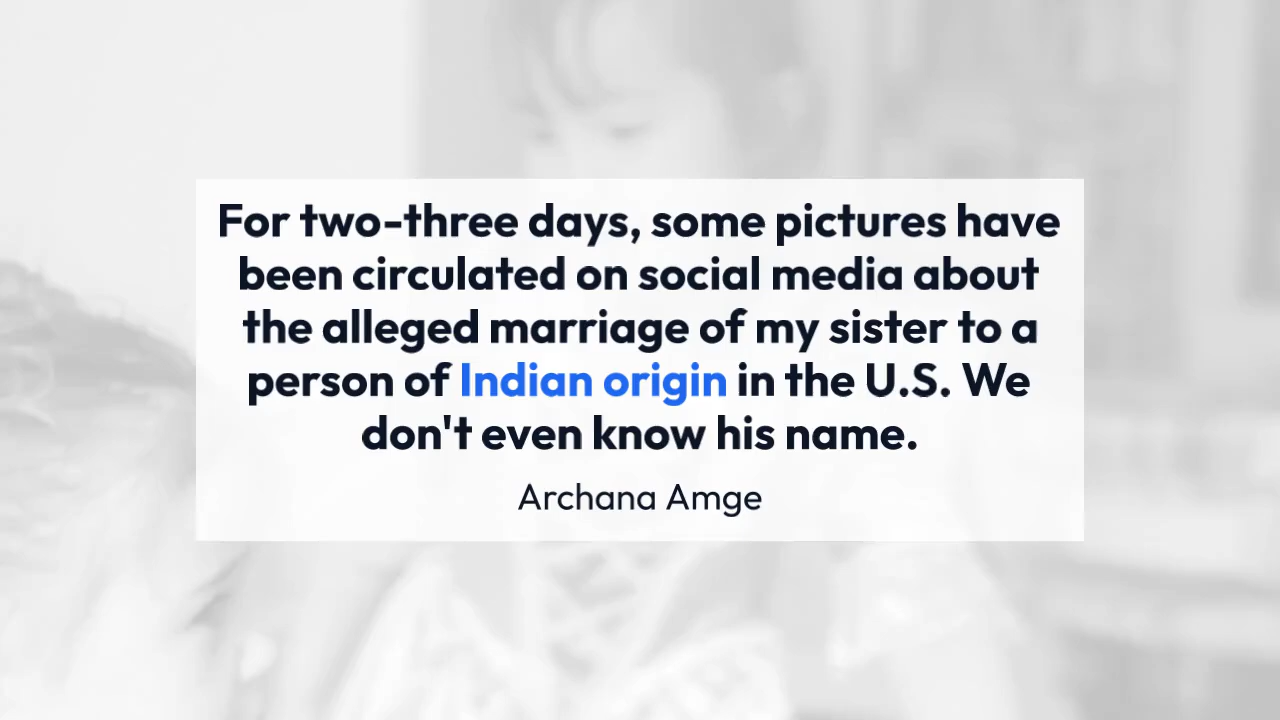 For two-three days, some pictures have
been circulated on social media about
the alleged marriage of my sister to a
person of Indian origin in the U.S. We
don't even know his name.
Archana Amge